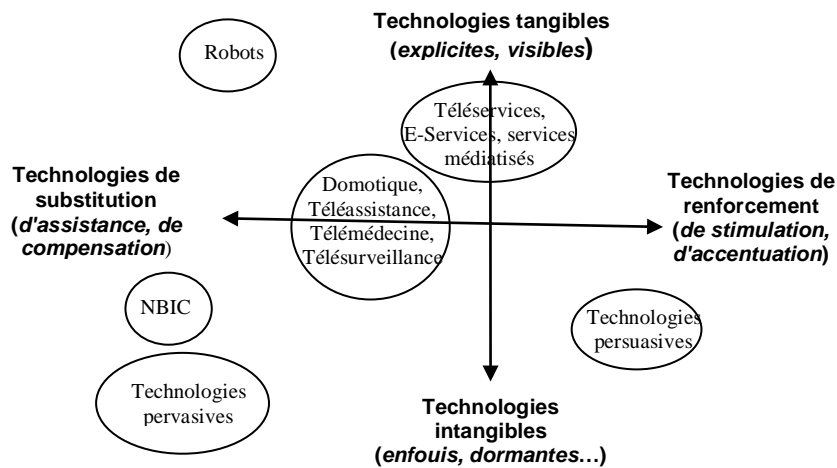 Technologies tangibles
(explicites, visibles)
Robots
Téléservices,
E-Services, services
médiatisés
Technologies de
substitution
(d'assistance, de
compensation)
Domotique,
Téléassistance,
Télémédecine,
Télésurveillance
Technologies de
renforcement
(de stimulation,
d'accentuation)
NBIC
Technologies
persuasives
Technologies
pervasives
Technologies
intangibles
(enfouis, dormantes…)